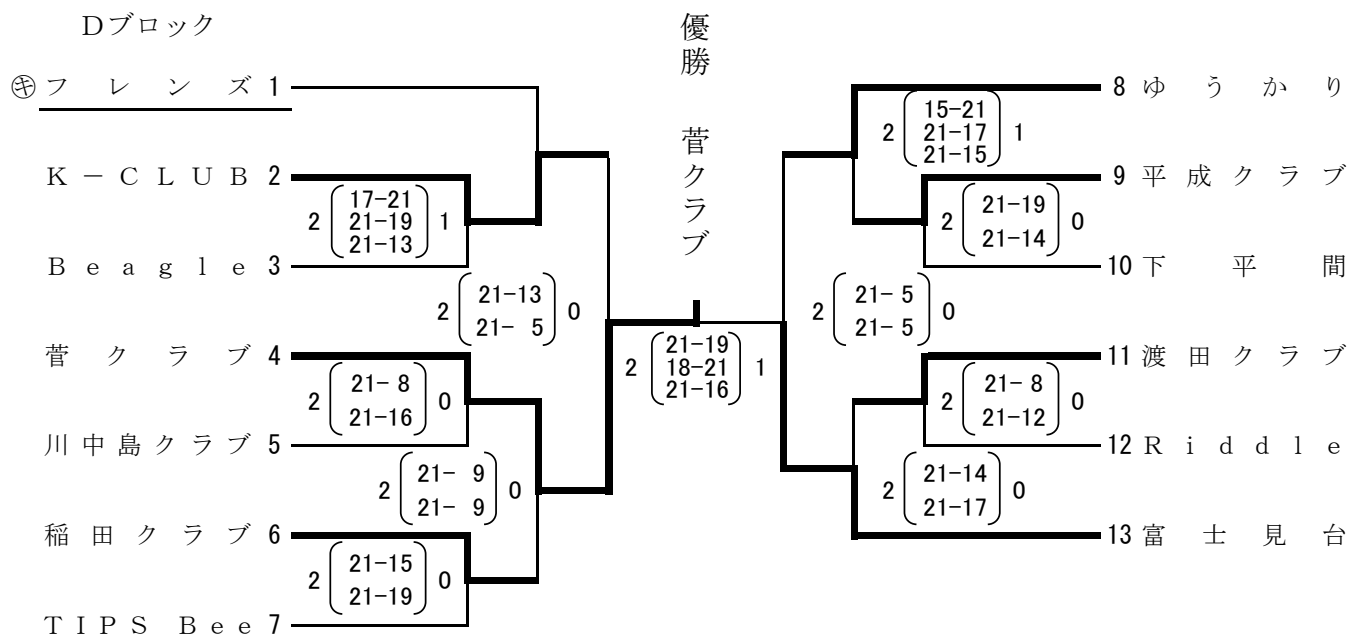 Dブロック
優勝 菅クラブ
㋖フレンズ 1
K－CLUB 2
2 17-21 21-19 21-13 1
Beagle 3
2 21-13 21- 5 0
菅クラブ 4
2 21- 8 21-16 0
川中島クラブ 5
2 21- 9 21- 9 0
稲田クラブ 6
2 21-15 21-19 0
TIPS Bee 7
2 21-19 18-21 21-16 1
8 ゆうかり
2 15-21 21-17 21-15 1
9 平成クラブ
2 21-19 21-14 0
10 下平間
2 21- 5 21- 5 0
11 渡田クラブ
2 21- 8 21-12 0
12 Riddle
2 21-14 21-17 0
13 富士見台